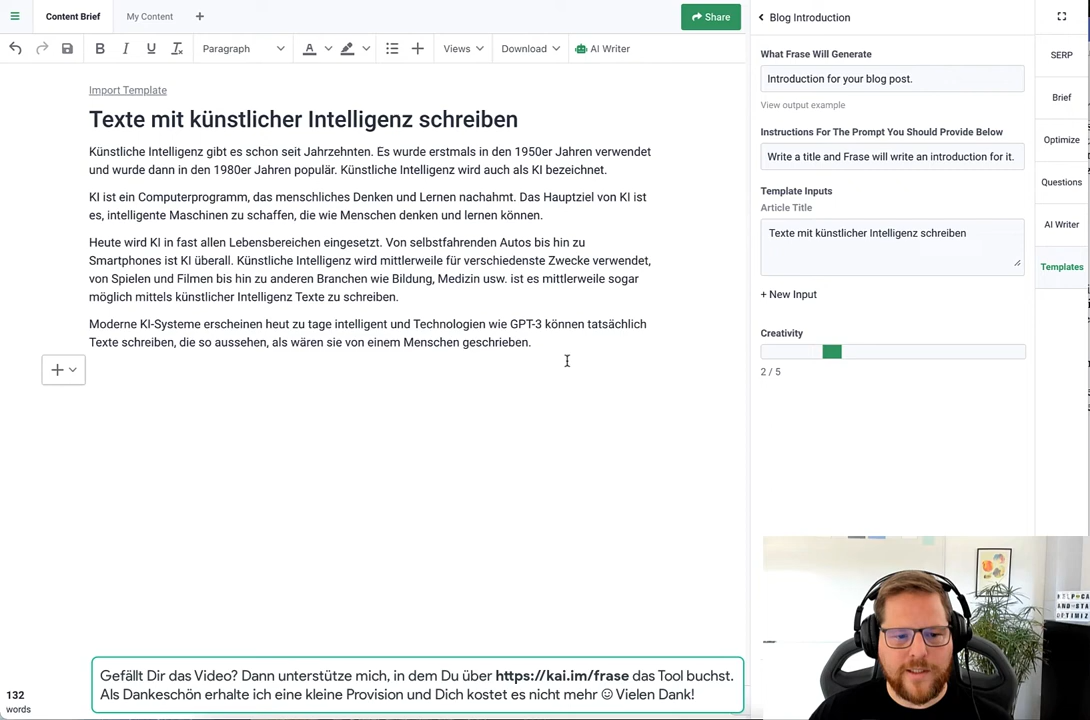 Content Brief
My Content
Share
Paragraph
A
Views
Download
AI Writer
Import Template
Texte mit künstlicher Intelligenz schreiben
Künstliche Intelligenz gibt es schon seit Jahrzehnten. Es wurde erstmals in den 1950er Jahren verwendet
und wurde dann in den 1980er Jahren populär. Künstliche Intelligenz wird auch als KI bezeichnet.
KI ist ein Computerprogramm, das menschliches Denken und Lernen nachahmt. Das Hauptziel von KI ist
es, intelligente Maschinen zu schaffen, die wie Menschen denken und lernen können.
Heute wird KI in fast allen Lebensbereichen eingesetzt. Von selbstfahrenden Autos bis hin zu
Smartphones ist KI überall. Künstliche Intelligenz wird mittlerweile für verschiedenste Zwecke verwendet,
von Spielen und Filmen bis hin zu anderen Branchen wie Bildung, Medizin usw. ist es mittlerweile sogar
möglich mittels künstlicher Intelligenz Texte zu schreiben.
Moderne KI-Systeme erscheinen heut zu tage intelligent und Technologien wie GPT-3 können tatsächlich
Texte schreiben, die so aussehen, als wären sie von einem Menschen geschrieben.
Gefällt Dir das Video? Dann unterstütze mich, in dem Du über https://kai.im/frase das Tool buchst.
Als Dankeschön erhalte ich eine kleine Provision und Dich kostet es nicht mehr ☺ Vielen Dank!
132
words
Blog Introduction
What Frase Will Generate
Introduction for your blog post.
View output example
Instructions For The Prompt You Should Provide Below
Write a title and Frase will write an introduction for it.
Template Inputs
Article Title
Texte mit künstlicher Intelligenz schreiben
+ New Input
Creativity
2 / 5
SERP
Brief
Optimize
Questions
AI Writer
Templates